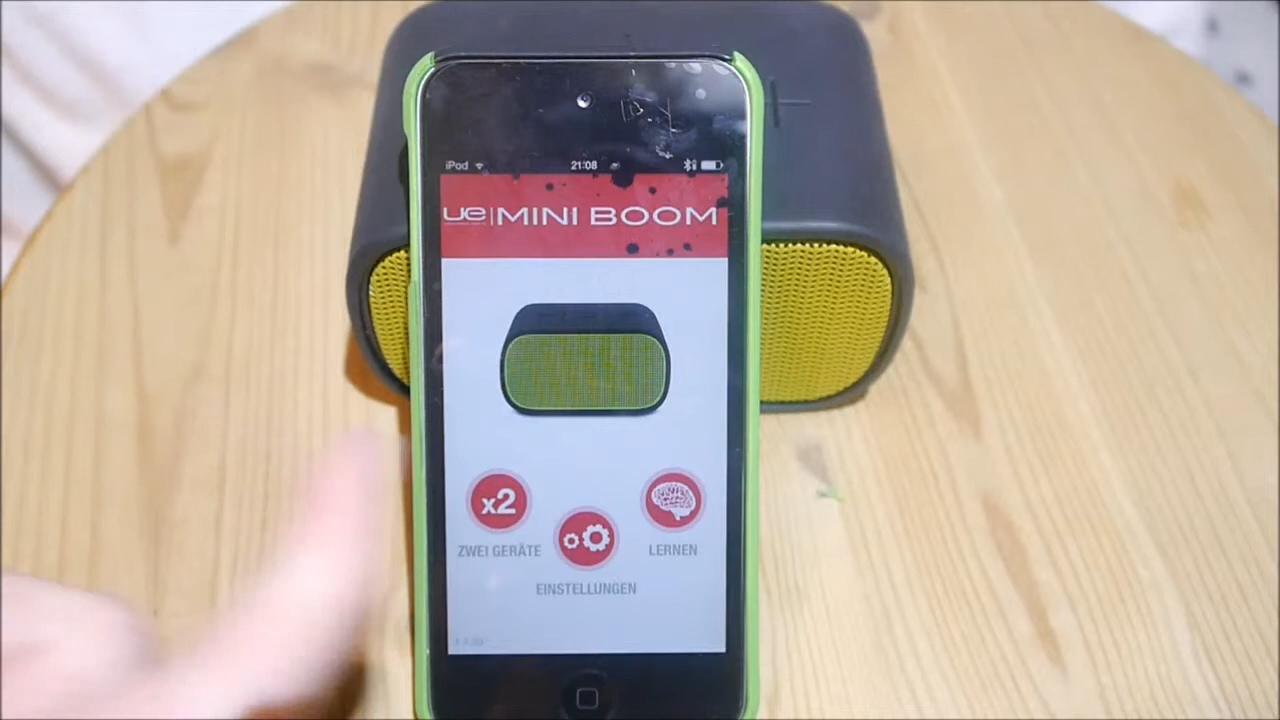 iPod 21:08
ue MINI BOOM
x2
ZWEI GERÄTE
LERNEN
EINSTELLUNGEN